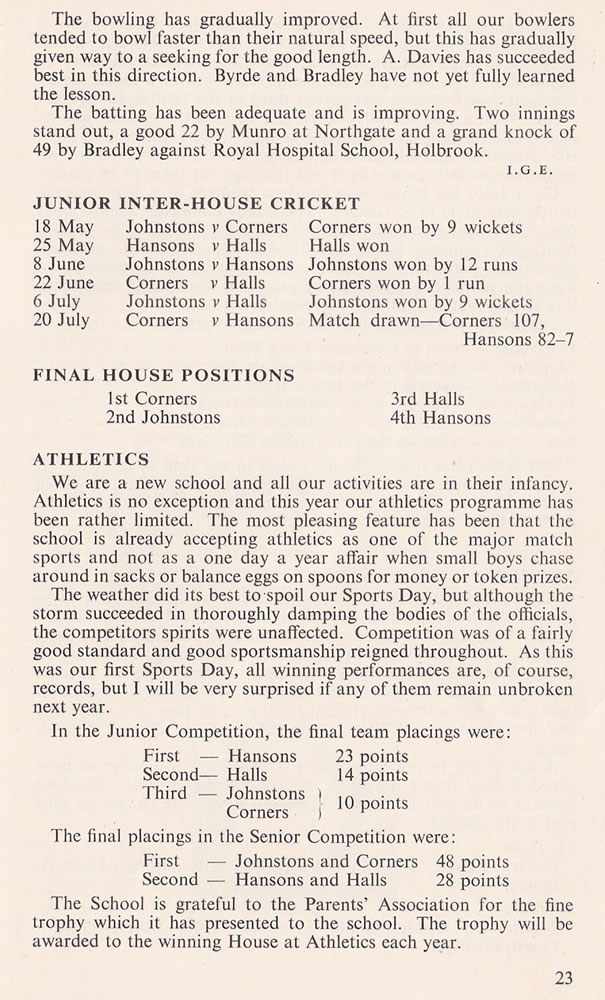 The bowling has gradually improved. At first all our bowlers
tended to bowl faster than their natural speed, but this has gradually
given way to a seeking for the good length. A. Davies has succeeded
best in this direction. Byrde and Bradley have not yet fully learned
the lesson.
The batting has been adequate and is improving. Two innings
stand out, a good 22 by Munro at Northgate and a grand knock of
49 by Bradley against Royal Hospital School, Holbrook.
I.G.E.
JUNIOR INTER-HOUSE CRICKET
18 May Johnstons v Corners Corners won by 9 wickets
25 May Hansons v Halls Halls won
8 June Johnstons v Hansons Johnstons won by 12 runs
22 June Corners v Halls Corners won by 1 run
6 July Johnstons v Halls Johnstons won by 9 wickets
20 July Corners v Hansons Match drawn—Corners 107,
Hansons 82–7
FINAL HOUSE POSITIONS
1st Corners 3rd Halls
2nd Johnstons 4th Hansons
ATHLETICS
We are a new school and all our activities are in their infancy.
Athletics is no exception and this year our athletics programme has
been rather limited. The most pleasing feature has been that the
school is already accepting athletics as one of the major match
sports and not as a one day a year affair when small boys chase
around in sacks or balance eggs on spoons for money or token prizes.
The weather did its best to spoil our Sports Day, but although the
storm succeeded in thoroughly damping the bodies of the officials,
the competitors spirits were unaffected. Competition was of a fairly
good standard and good sportsmanship reigned throughout. As this
was our first Sports Day, all winning performances are, of course,
records, but I will be very surprised if any of them remain unbroken
next year.
In the Junior Competition, the final team placings were:
First — Hansons 23 points
Second— Halls 14 points
Third — Johnstons
Corners } 10 points
The final placings in the Senior Competition were:
First — Johnstons and Corners 48 points
Second — Hansons and Halls 28 points
The School is grateful to the Parents' Association for the fine
trophy which it has presented to the school. The trophy will be
awarded to the winning House at Athletics each year.
23